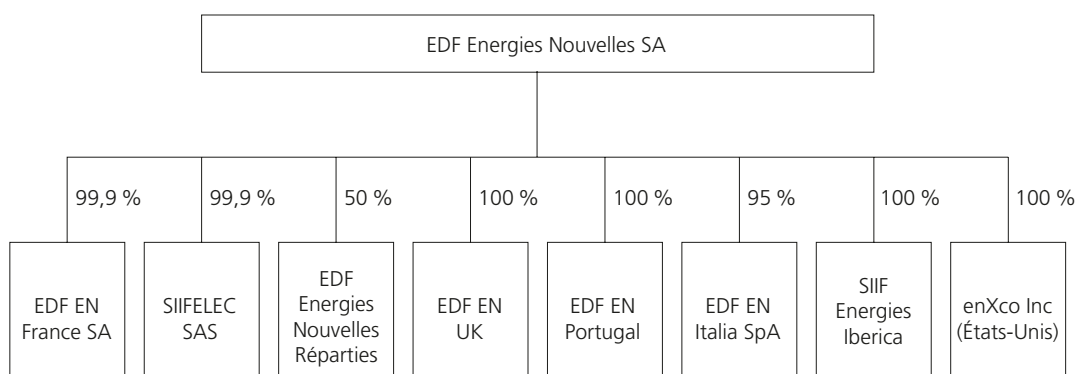 EDF Energies Nouvelles SA
99,9 %
99,9 %
50 %
100 %
100 %
95 %
100 %
100 %
EDF EN
France SA
SIIFELEC
SAS
EDF
Energies
Nouvelles
Réparties
EDF EN
UK
EDF EN
Portugal
EDF EN
Italia SpA
SIIF
Energies
Iberica
enXco Inc
(États-Unis)